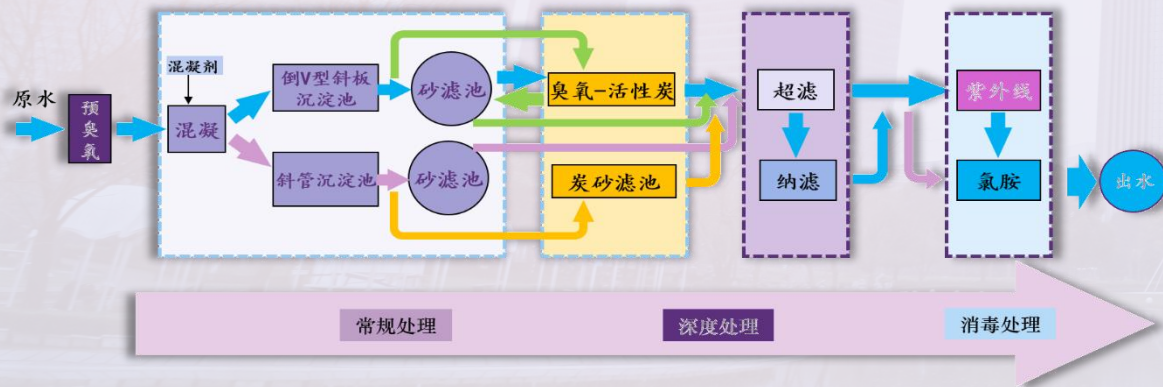 混凝剂
原水
预臭氧
混凝
倒V型斜板
沉淀池
砂滤池
斜管沉淀池
砂滤池
臭氧-活性炭
炭砂滤池
超滤
纳滤
紫外线
氯胺
出水
常规处理
深度处理
消毒处理